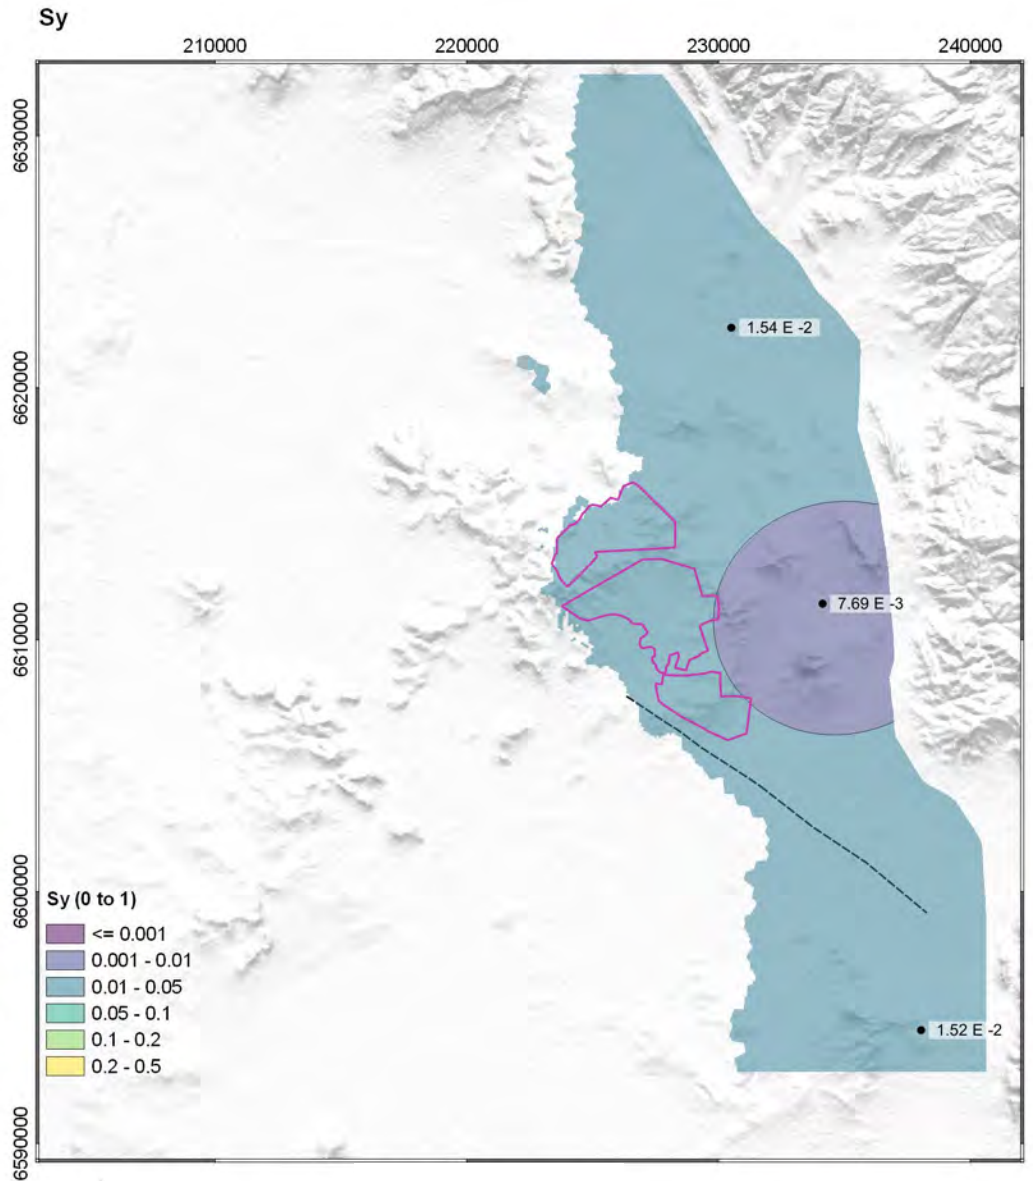 Sy
210000 220000 230000 240000
6630000
6620000
6610000
6600000
6590000
1.54 E -2
7.69 E -3
1.52 E -2
Sy (0 to 1)
<= 0.001
0.001 - 0.01
0.01 - 0.05
0.05 - 0.1
0.1 - 0.2
0.2 - 0.5